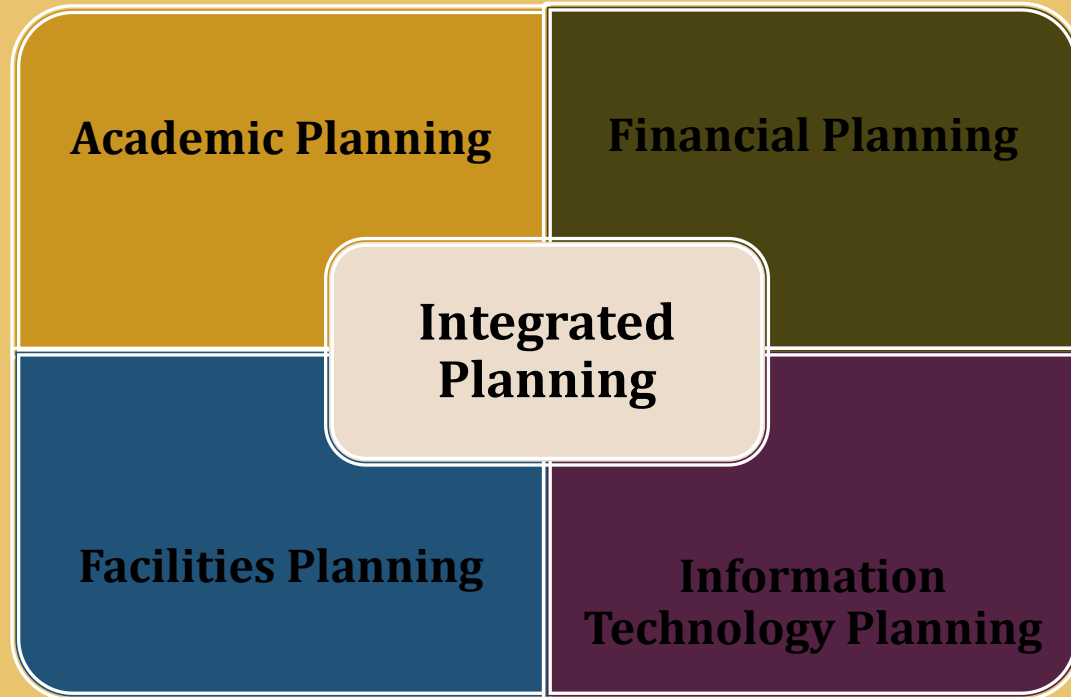 Academic Planning
Financial Planning
Integrated
Planning
Facilities Planning
Information
Technology Planning